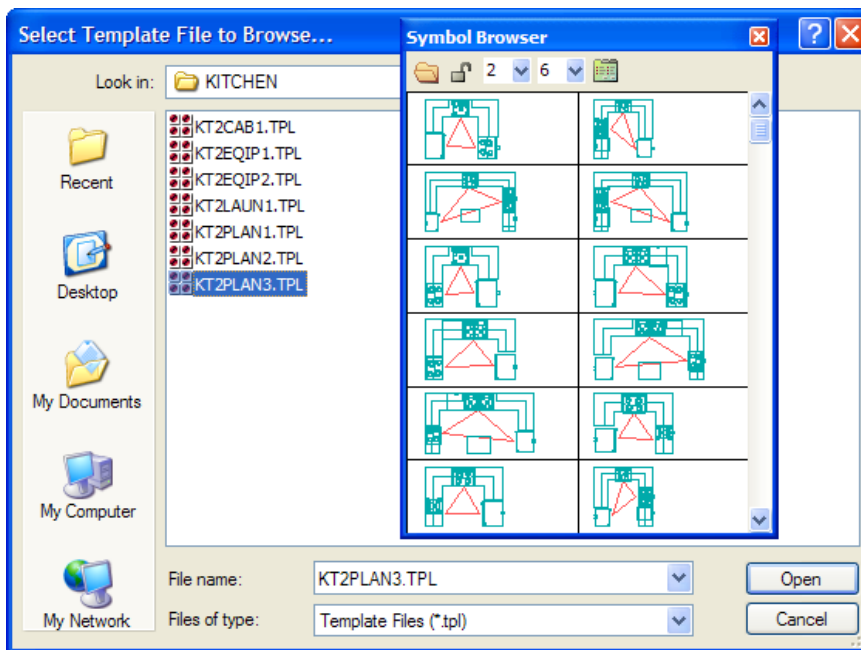 Select Template File to Browse...
Symbol Browser
Look in:
KITCHEN
2
6
Recent
Desktop
My Documents
My Computer
My Network
KT2CAB1.TPL
KT2EQIP1.TPL
KT2EQIP2.TPL
KT2LAUN1.TPL
KT2PLAN1.TPL
KT2PLAN2.TPL
KT2PLAN3.TPL
File name:
KT2PLAN3.TPL
Open
Files of type:
Template Files (*.tpl)
Cancel